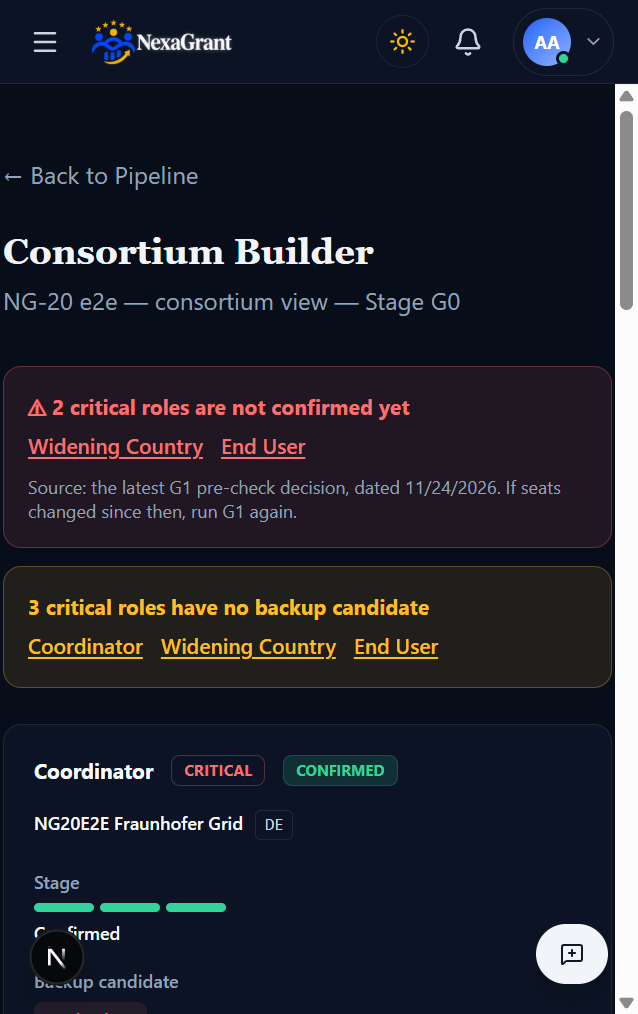 NexaGrant
AA
← Back to Pipeline
Consortium Builder
NG-20 e2e — consortium view — Stage G0
⚠ 2 critical roles are not confirmed yet
Widening Country End User
Source: the latest G1 pre-check decision, dated 11/24/2026. If seats
changed since then, run G1 again.
3 critical roles have no backup candidate
Coordinator Widening Country End User
Coordinator CRITICAL CONFIRMED
NG20E2E Fraunhofer Grid DE
Stage
Confirmed
N
Backup candidate